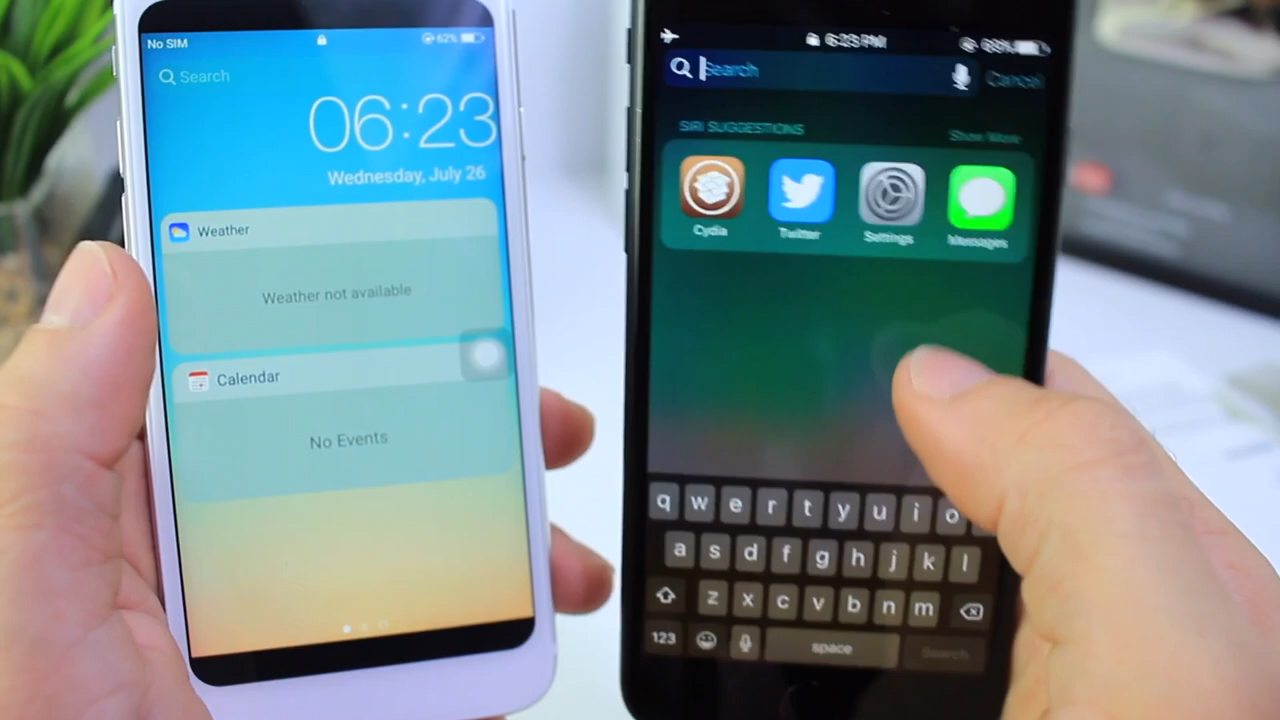 No SIM
62%
Search
06:23
Wednesday, July 26
Weather
Weather not available
Calendar
No Events
6:23 PM
Search
Cancel
SIRI SUGGESTIONS
Show More
Cydia
Twitter
Settings
Messages
q w e r t y u i o
a s d f g h j k l
z x c v b n m
123
space
Search